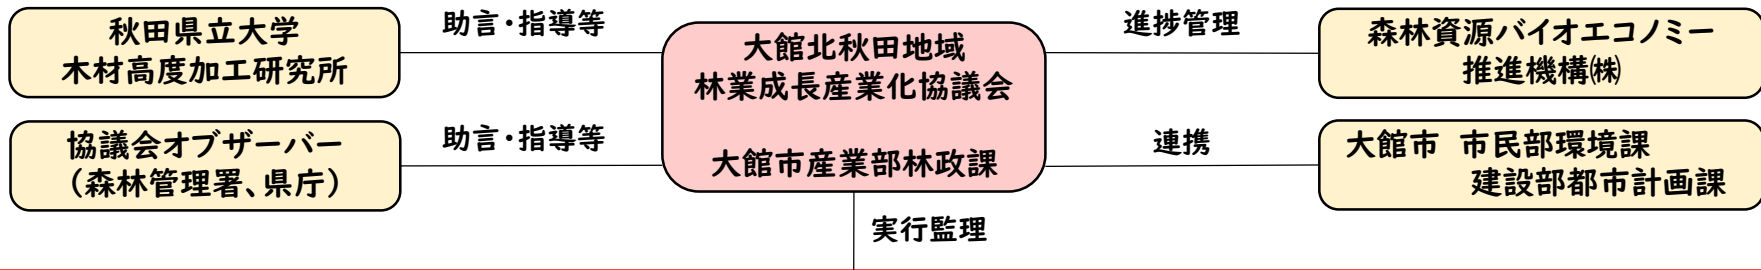 秋田県立大学
木材高度加工研究所
助言・指導等
大館北秋田地域
林業成長産業化協議会
大館市産業部林政課
進捗管理
森林資源バイオエコノミー
推進機構㈱
協議会オブザーバー
（森林管理署、県庁）
助言・指導等
連携
大館市　市民部環境課
建設部都市計画課
実行監理